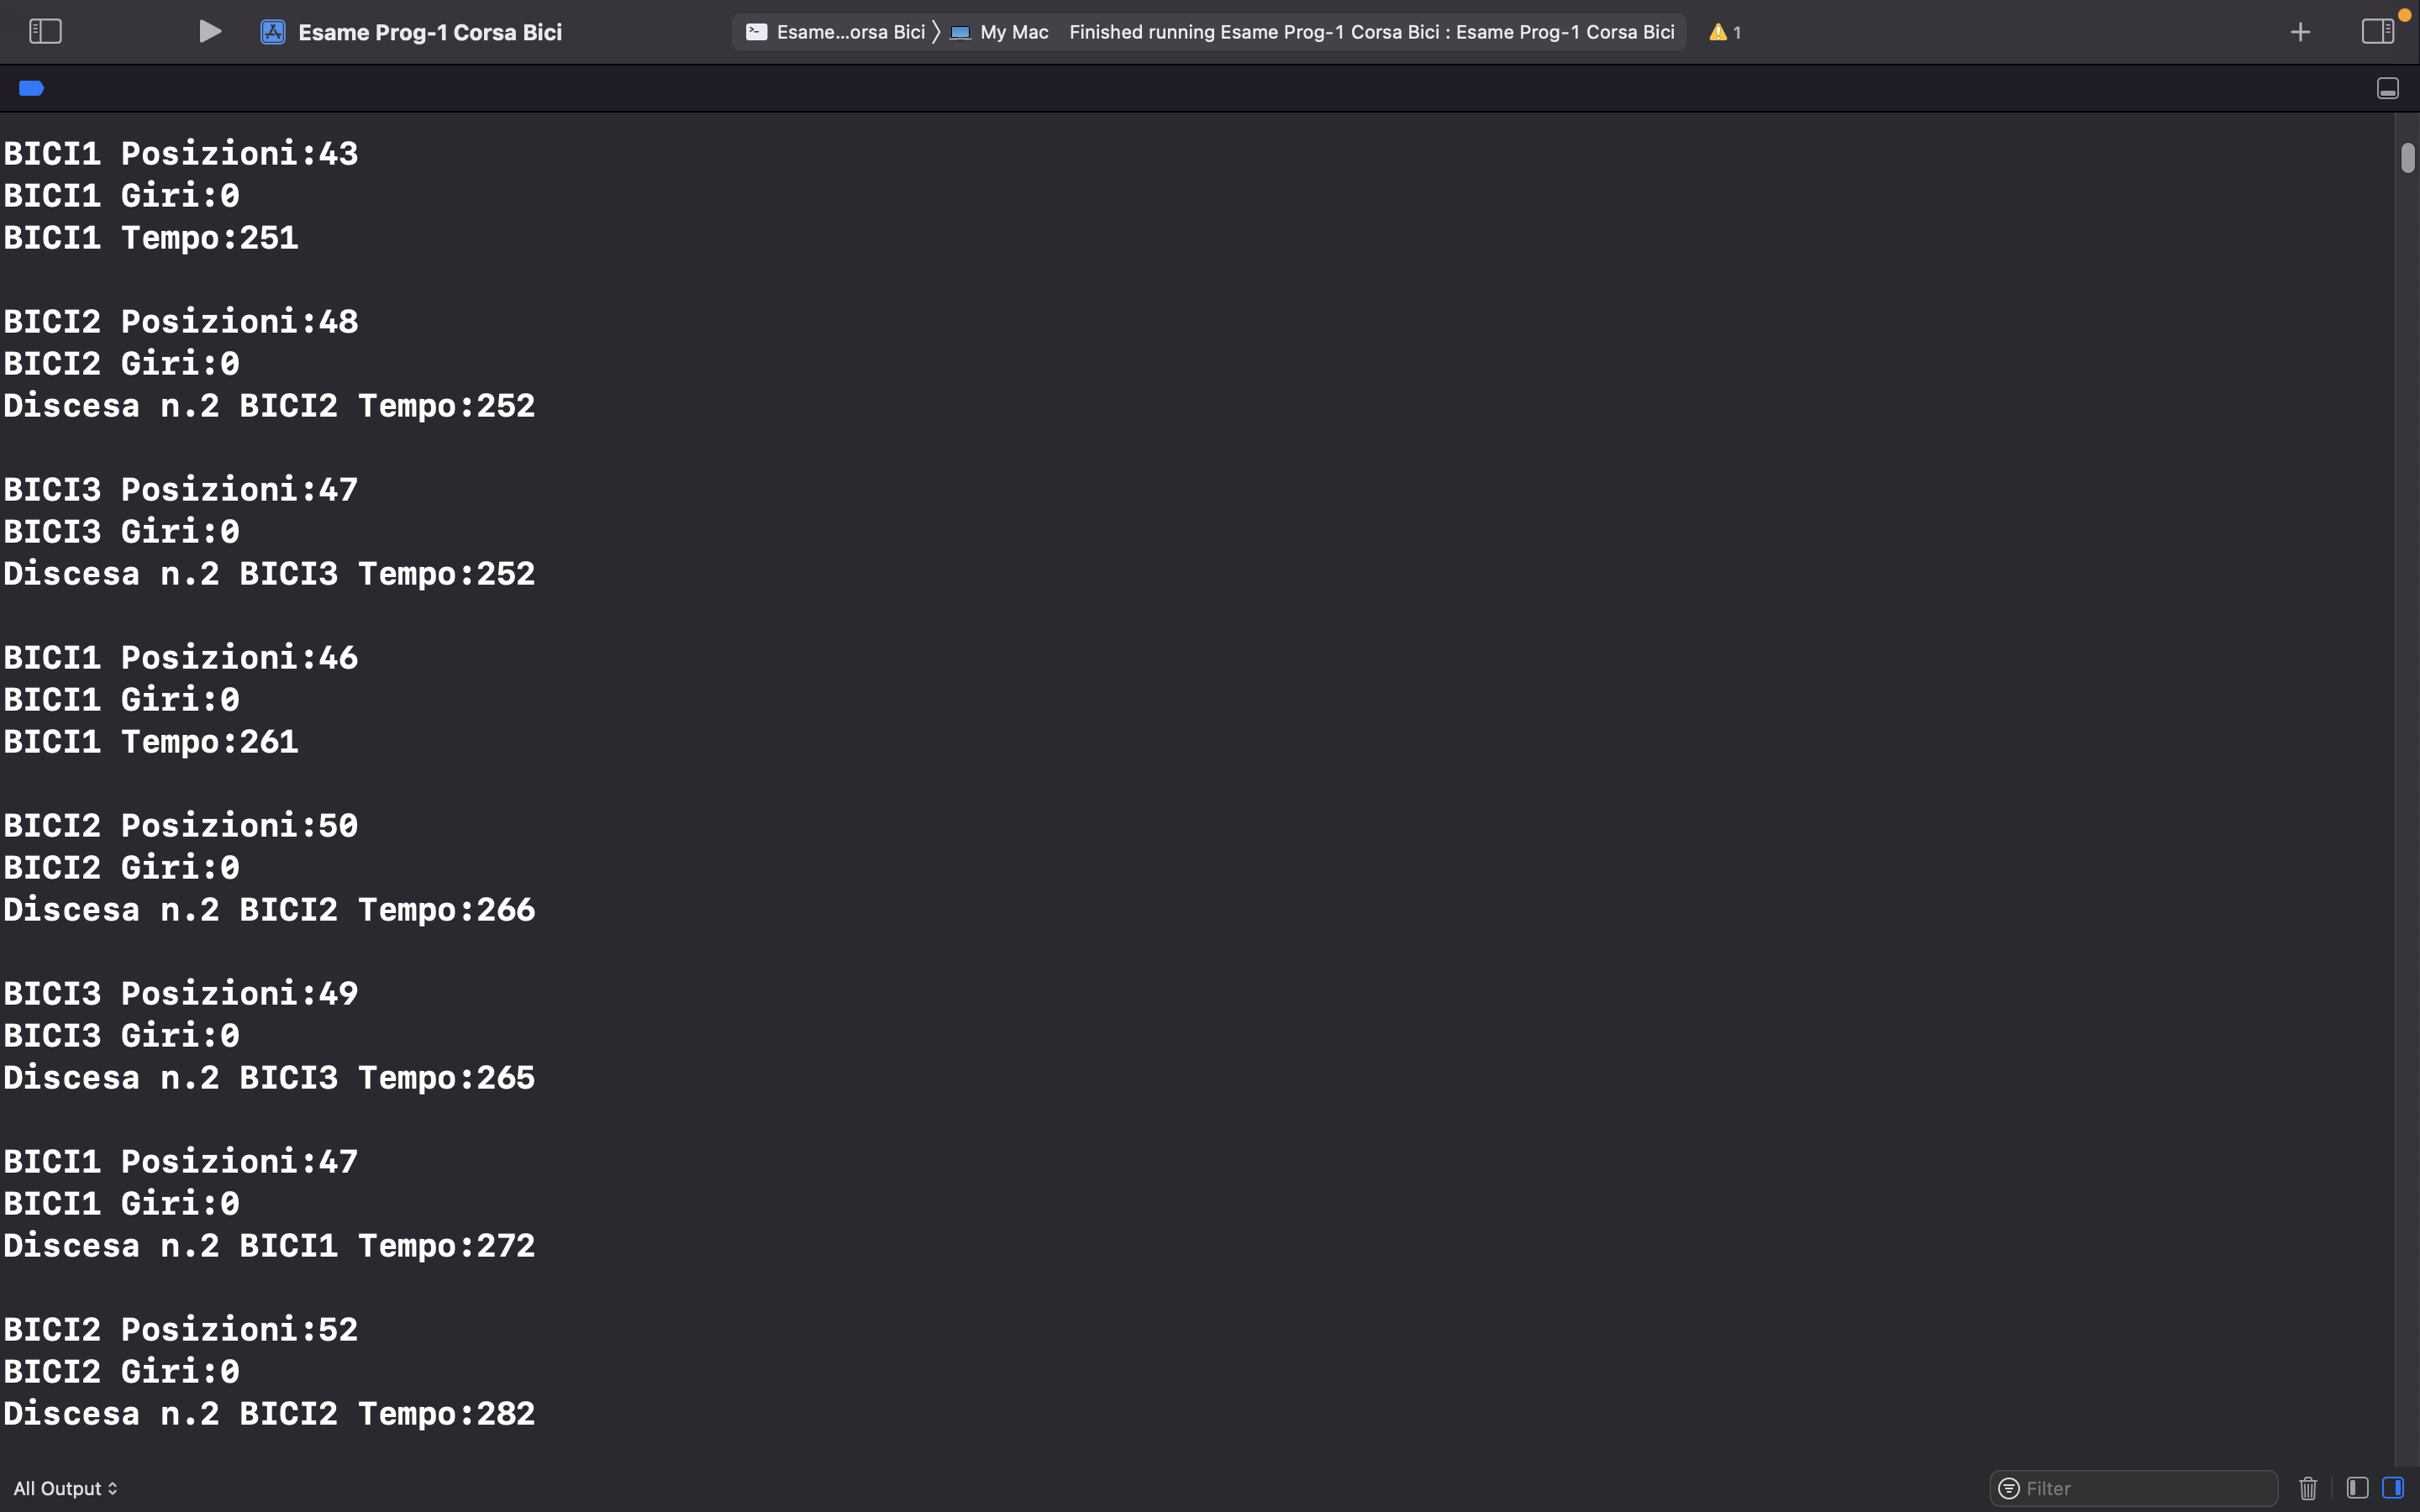 Esame Prog-1 Corsa Bici
Esame...orsa Bici 〉 My Mac Finished running Esame Prog-1 Corsa Bici : Esame Prog-1 Corsa Bici 1
BICI1 Posizioni:43
BICI1 Giri:0
BICI1 Tempo:251
BICI2 Posizioni:48
BICI2 Giri:0
Discesa n.2 BICI2 Tempo:252
BICI3 Posizioni:47
BICI3 Giri:0
Discesa n.2 BICI3 Tempo:252
BICI1 Posizioni:46
BICI1 Giri:0
BICI1 Tempo:261
BICI2 Posizioni:50
BICI2 Giri:0
Discesa n.2 BICI2 Tempo:266
BICI3 Posizioni:49
BICI3 Giri:0
Discesa n.2 BICI3 Tempo:265
BICI1 Posizioni:47
BICI1 Giri:0
Discesa n.2 BICI1 Tempo:272
BICI2 Posizioni:52
BICI2 Giri:0
Discesa n.2 BICI2 Tempo:282
All Output
Filter